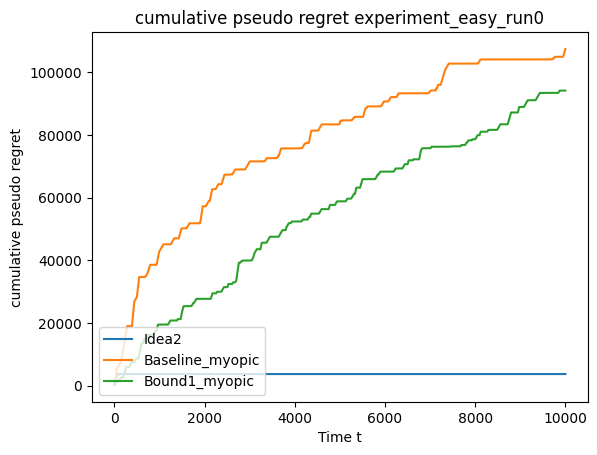 cumulative pseudo regret experiment_easy_run0
cumulative pseudo regret
100000
80000
60000
40000
20000
0
Idea2
Baseline_myopic
Bound1_myopic
0
2000
4000
6000
8000
10000
Time t